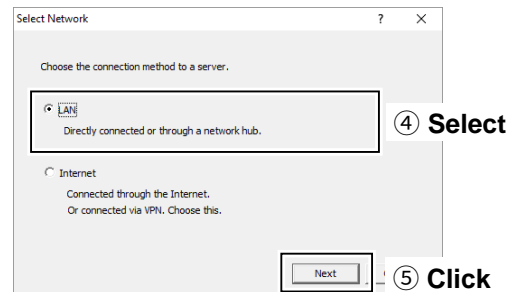 Select Network ? ×
Choose the connection method to a server.
LAN
Directly connected or through a network hub.
④ Select
Internet
Connected through the Internet.
Or connected via VPN. Choose this.
Next
⑤ Click